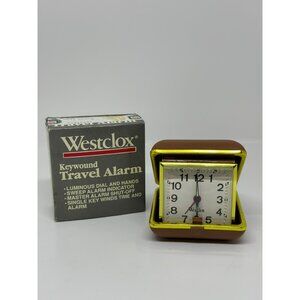 Westclox®
Keywound
Travel Alarm
•LUMINOUS DIAL AND HANDS
•SWEEP ALARM INDICATOR
•MASTER ALARM SHUT-OFF
•SINGLE KEY WINDS TIME AND
ALARM
12
11 1
10 2
9 3
8 4
7 5
6